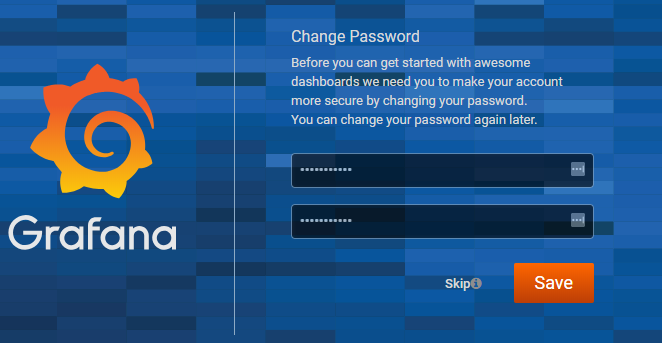 Grafana
Change Password
Before you can get started with awesome
dashboards we need you to make your account
more secure by changing your password.
You can change your password again later.
•••••••••••
•••••••••••
Skip
Save